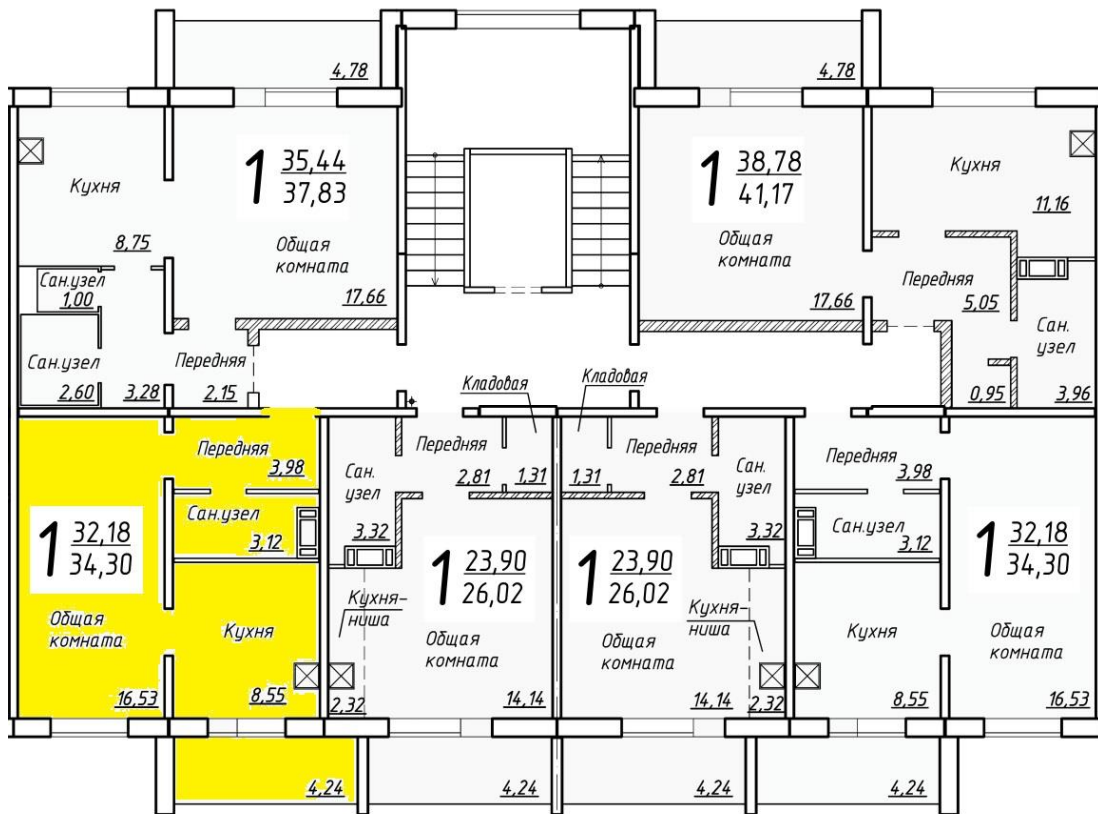 4,78
4,78
1 35,44
37,83
1 38,78
41,17
Кухня
8,75
Общая
комната
17,66
Общая
комната
17,66
Кухня
11,16
Сан.узел
1,00
Сан.узел
2,60
3,28
Передняя
2,15
Передняя
5,05
0,95
Сан.
узел
3,96
Кладовая
Кладовая
Передняя
3,98
Сан.узел
3,12
1 32,18
34,30
Общая
комната
16,53
Кухня
8,55
Передняя
2,81
1,31
Сан.
узел
3,32
1 23,90
26,02
Кухня-
ниша
2,32
Общая
комната
14,14
1,31
Передняя
2,81
Сан.
узел
3,32
1 23,90
26,02
Кухня-
ниша
2,32
Общая
комната
14,14
Передняя
3,98
Сан.узел
3,12
1 32,18
34,30
Кухня
8,55
Общая
комната
16,53
4,24
4,24
4,24
4,24